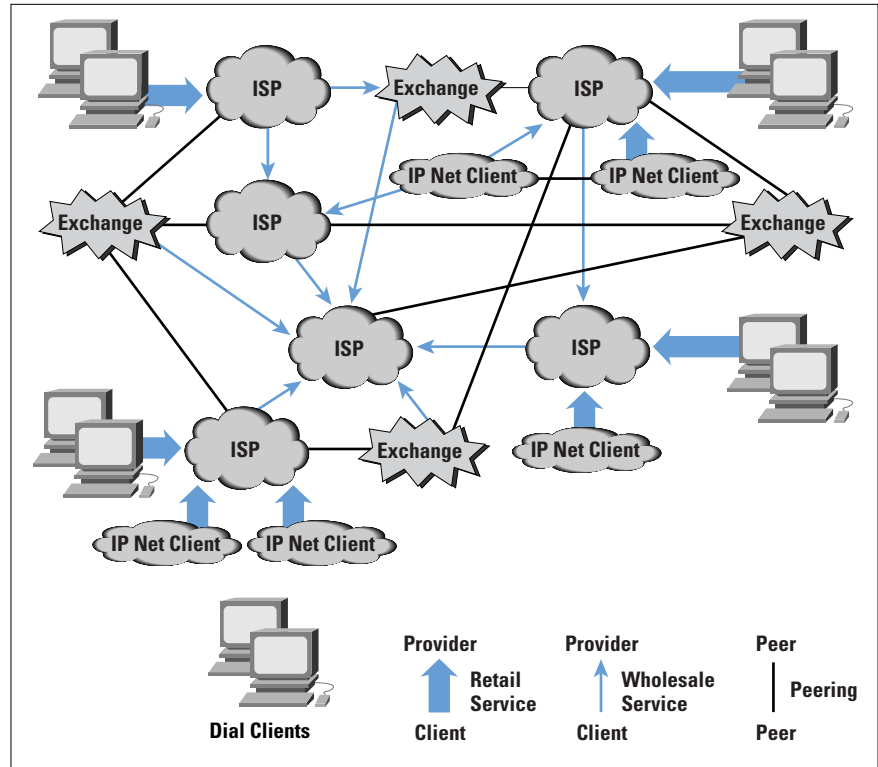 ISP
Exchange
ISP
IP Net Client
IP Net Client
Exchange
ISP
Exchange
ISP
ISP
ISP
Exchange
IP Net Client
IP Net Client
IP Net Client
Provider
Provider
Peer
Retail
Service
Wholesale
Service
Peering
Dial Clients
Client
Client
Peer